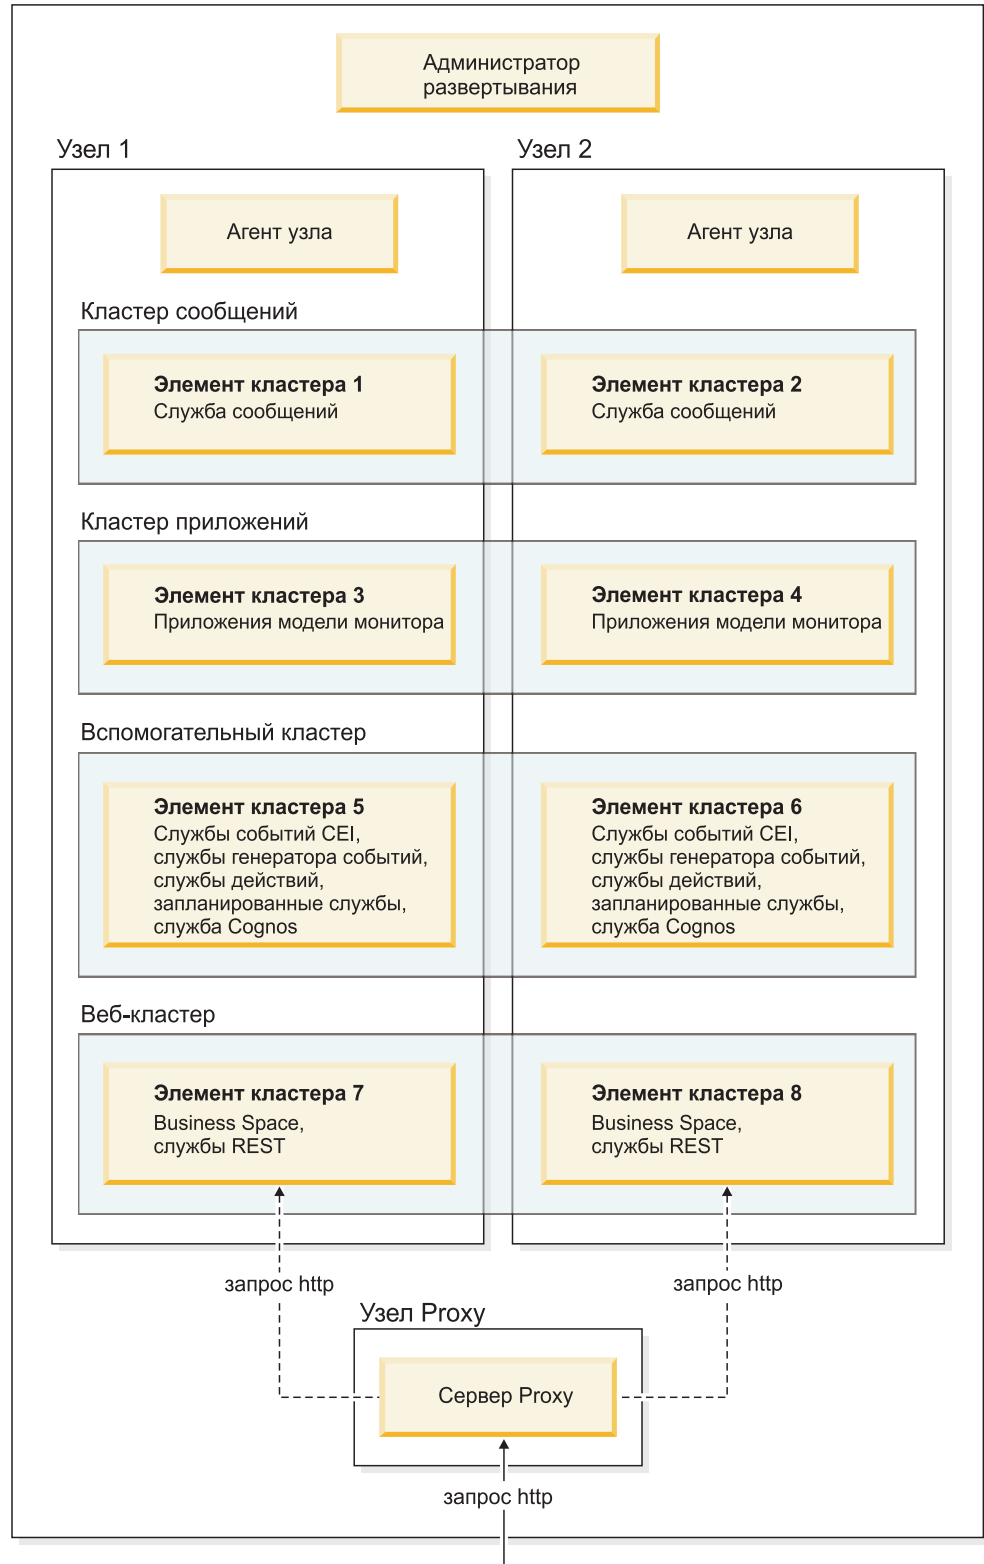 Администратор
развертывания
Узел 1
Узел 2
Агент узла
Агент узла
Кластер сообщений
Элемент кластера 1
Служба сообщений
Элемент кластера 2
Служба сообщений
Кластер приложений
Элемент кластера 3
Приложения модели монитора
Элемент кластера 4
Приложения модели монитора
Вспомогательный кластер
Элемент кластера 5
Службы событий CEI,
службы генератора событий,
службы действий,
запланированные службы,
служба Cognos
Элемент кластера 6
Службы событий CEI,
службы генератора событий,
службы действий,
запланированные службы,
служба Cognos
Веб-кластер
Элемент кластера 7
Business Space,
службы REST
Элемент кластера 8
Business Space,
службы REST
запрос http
запрос http
Узел Proxy
Сервер Proxy
запрос http